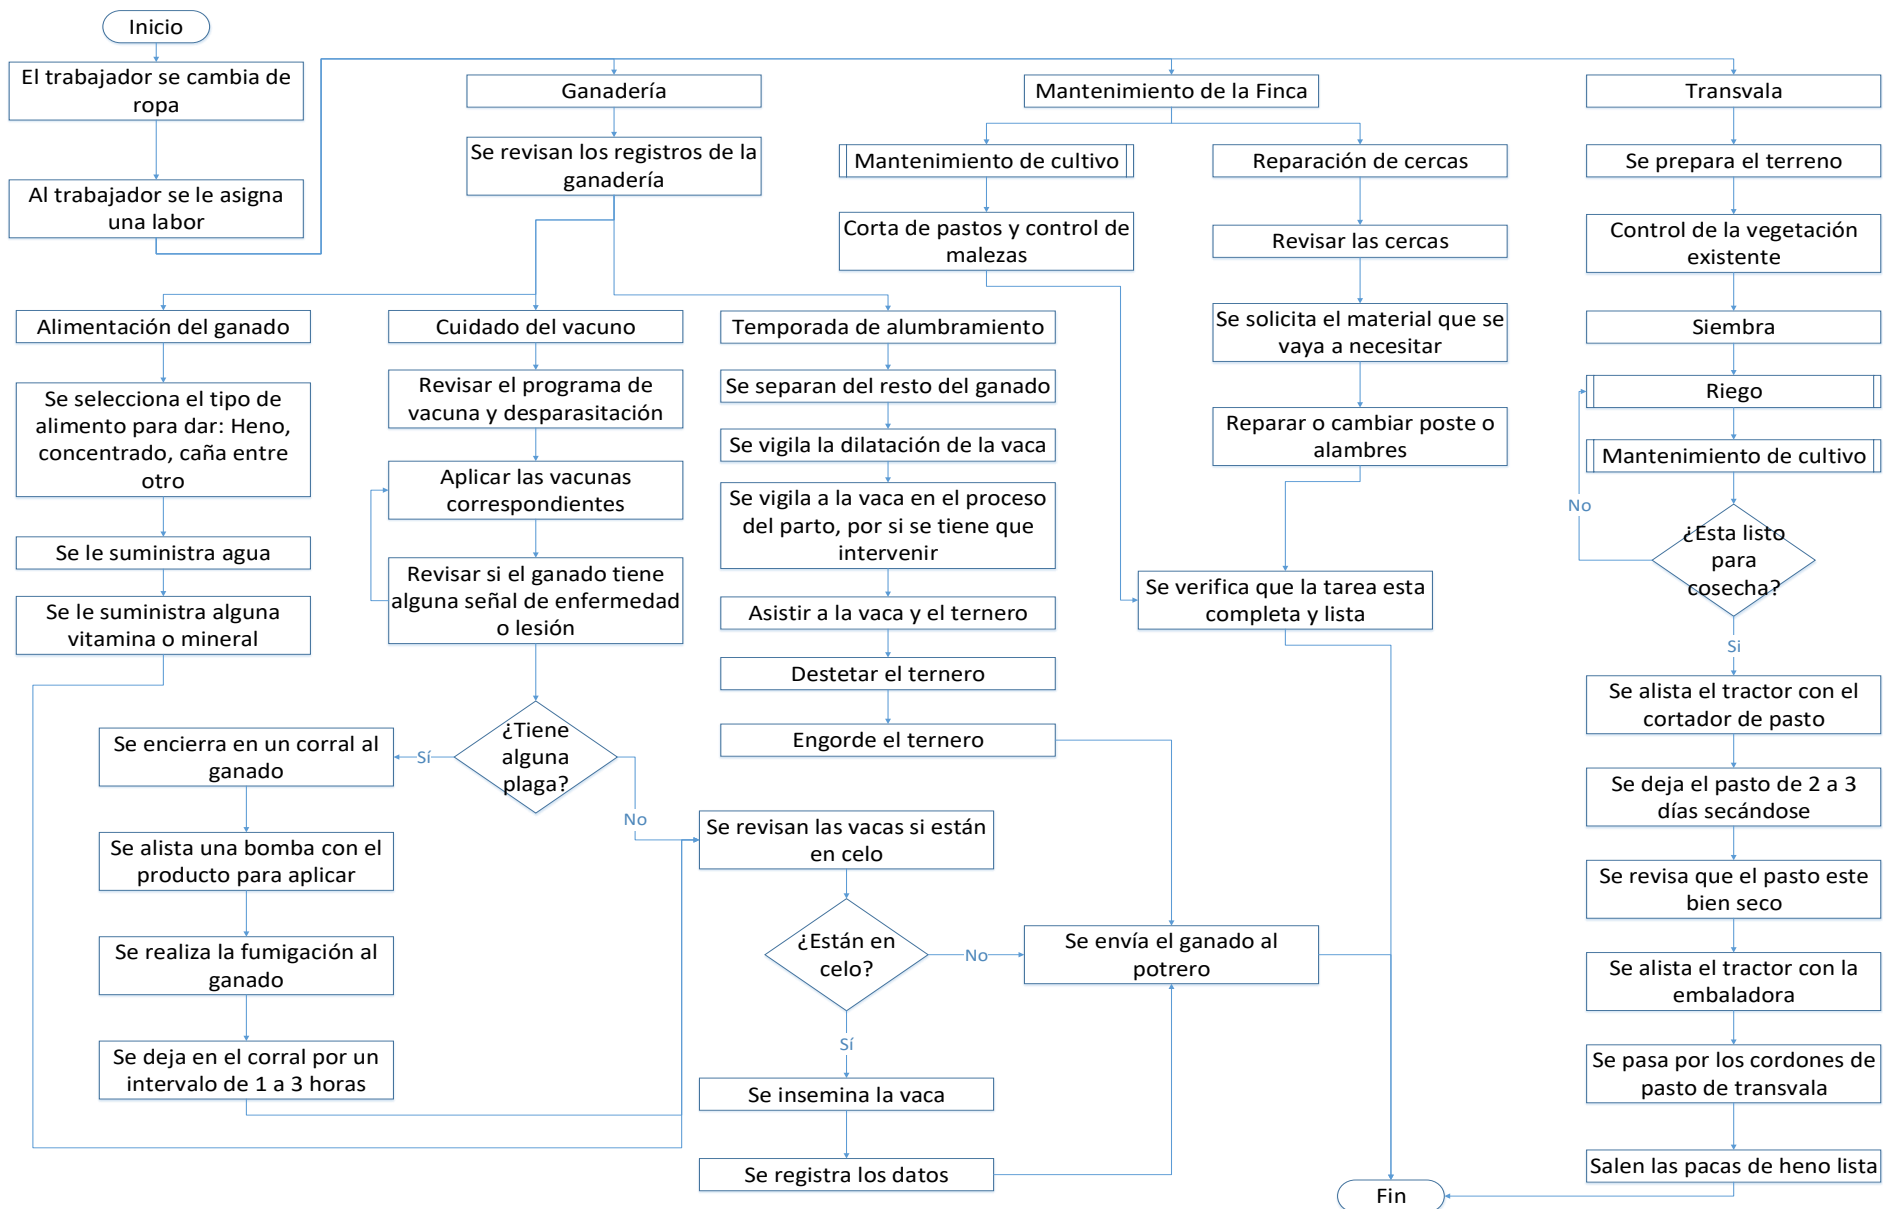 Inicio
El trabajador se cambia de
ropa
Al trabajador se le asigna
una labor
Ganadería
Se revisan los registros de la
ganadería
Alimentación del ganado
Se selecciona el tipo de
alimento para dar: Heno,
concentrado, caña entre
otro
Se le suministra agua
Se le suministra alguna
vitamina o mineral
Cuidado del vacuno
Revisar el programa de
vacuna y desparasitación
Aplicar las vacunas
correspondientes
Revisar si el ganado tiene
alguna señal de enfermedad
o lesión
¿Tiene
alguna
plaga?
Sí
No
Se encierra en un corral al
ganado
Se alista una bomba con el
producto para aplicar
Se realiza la fumigación al
ganado
Se deja en el corral por un
intervalo de 1 a 3 horas
Temporada de alumbramiento
Se separan del resto del ganado
Se vigila la dilatación de la vaca
Se vigila a la vaca en el proceso
del parto, por si se tiene que
intervenir
Asistir a la vaca y el ternero
Destetar el ternero
Engorde el ternero
Se revisan las vacas si están
en celo
¿Están en
celo?
No
Sí
Se insemina la vaca
Se registra los datos
Se envía el ganado al
potrero
Mantenimiento de la Finca
Mantenimiento de cultivo
Corta de pastos y control de
malezas
Reparación de cercas
Revisar las cercas
Se solicita el material que se
vaya a necesitar
Reparar o cambiar poste o
alambres
Se verifica que la tarea esta
completa y lista
Transvala
Se prepara el terreno
Control de la vegetación
existente
Siembra
Riego
Mantenimiento de cultivo
No
¿Esta listo
para
cosecha?
Si
Se alista el tractor con el
cortador de pasto
Se deja el pasto de 2 a 3
días secándose
Se revisa que el pasto este
bien seco
Se alista el tractor con la
embaladora
Se pasa por los cordones de
pasto de transvala
Salen las pacas de heno lista
Fin